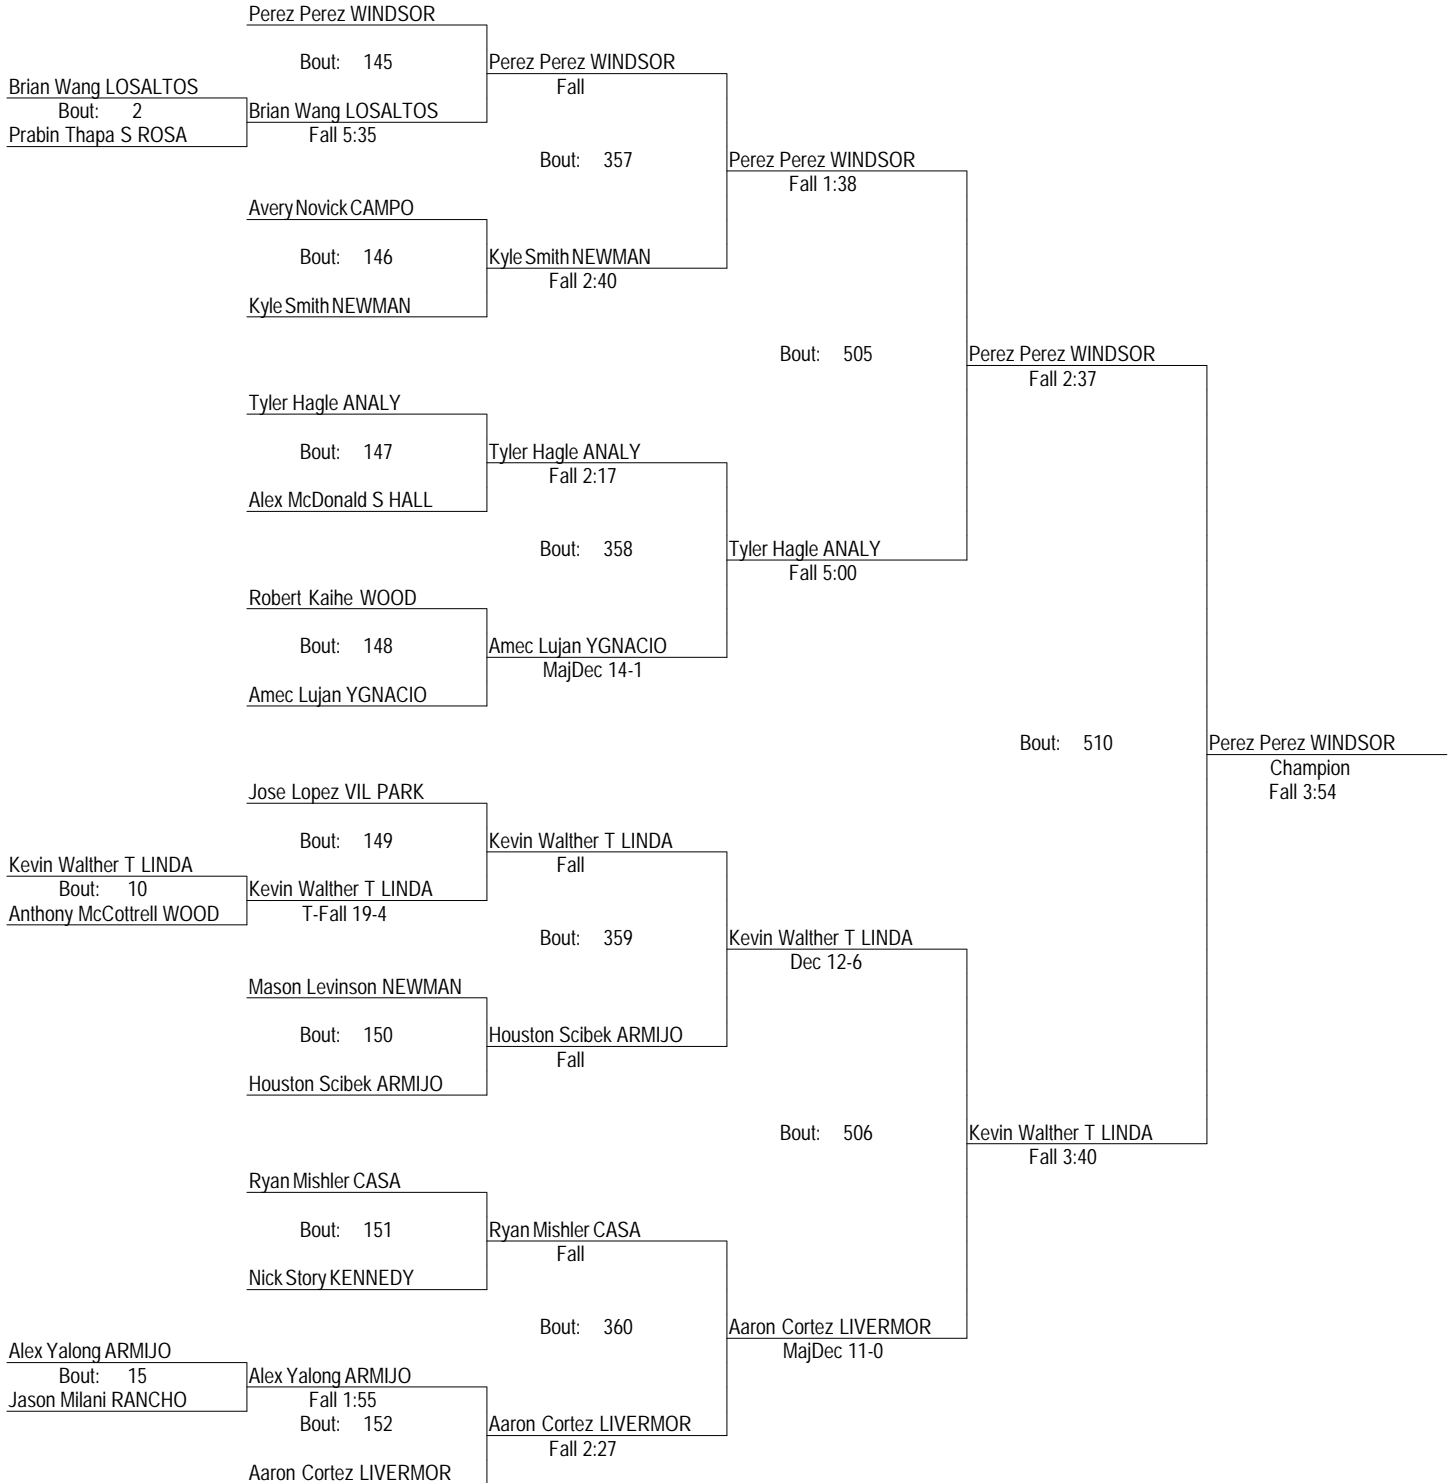 Perez Perez WINDSOR
Bout: 145
Perez Perez WINDSOR
Fall
Brian Wang LOSALTOS
Bout: 2
Brian Wang LOSALTOS
Prabin Thapa S ROSA
Fall 5:35
Bout: 357
Perez Perez WINDSOR
Fall 1:38
Avery Novick CAMPO
Bout: 146
Kyle Smith NEWMAN
Fall 2:40
Kyle Smith NEWMAN
Bout: 505
Perez Perez WINDSOR
Fall 2:37
Tyler Hagle ANALY
Bout: 147
Tyler Hagle ANALY
Fall 2:17
Alex McDonald S HALL
Bout: 358
Tyler Hagle ANALY
Fall 5:00
Robert Kaihe WOOD
Bout: 148
Amec Lujan YGNACIO
MajDec 14-1
Amec Lujan YGNACIO
Bout: 510
Perez Perez WINDSOR
Champion
Fall 3:54
Jose Lopez VIL PARK
Bout: 149
Kevin Walther T LINDA
Fall
Kevin Walther T LINDA
Bout: 10
Kevin Walther T LINDA
Anthony McCottrell WOOD
T-Fall 19-4
Bout: 359
Kevin Walther T LINDA
Dec 12-6
Mason Levinson NEWMAN
Bout: 150
Houston Scibek ARMIJO
Fall
Houston Scibek ARMIJO
Bout: 506
Kevin Walther T LINDA
Fall 3:40
Ryan Mishler CASA
Bout: 151
Ryan Mishler CASA
Fall
Nick Story KENNEDY
Bout: 360
Aaron Cortez LIVERMOR
MajDec 11-0
Alex Yalong ARMIJO
Bout: 15
Alex Yalong ARMIJO
Jason Milani RANCHO
Fall 1:55
Bout: 152
Aaron Cortez LIVERMOR
Fall 2:27
Aaron Cortez LIVERMOR